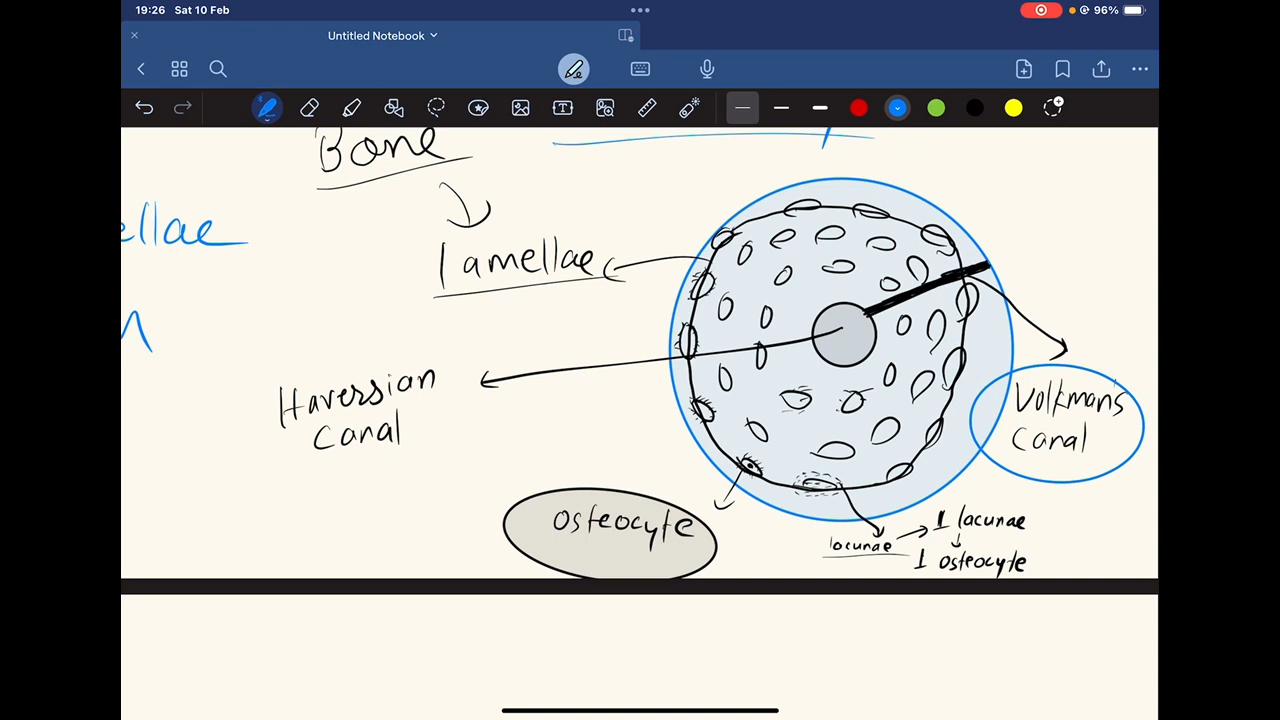 19:26 Sat 10 Feb
96%
Untitled Notebook
Bone
ellae
lamellae
Haversian
Canal
Volkmans
Canal
osteocyte
locunae
1 lacunae
1 osteocyte